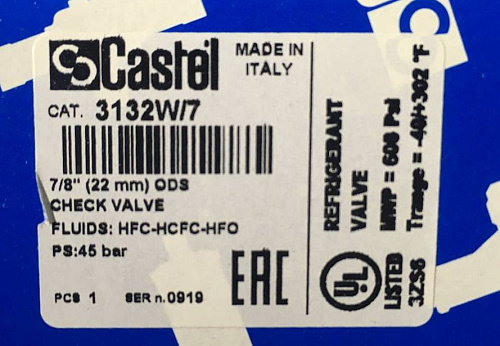 Castel
MADE IN
ITALY
CAT. 3132W/7
7/8" (22 mm) ODS
CHECK VALVE
FLUIDS: HFC-HCFC-HFO
PS:45 bar
PCS 1 SER n.0919
EAC
REFRIGERANT
VALVE
MWP = 608 Psi
Trange = -40/+302 °F
UL
LISTED
3ZS6